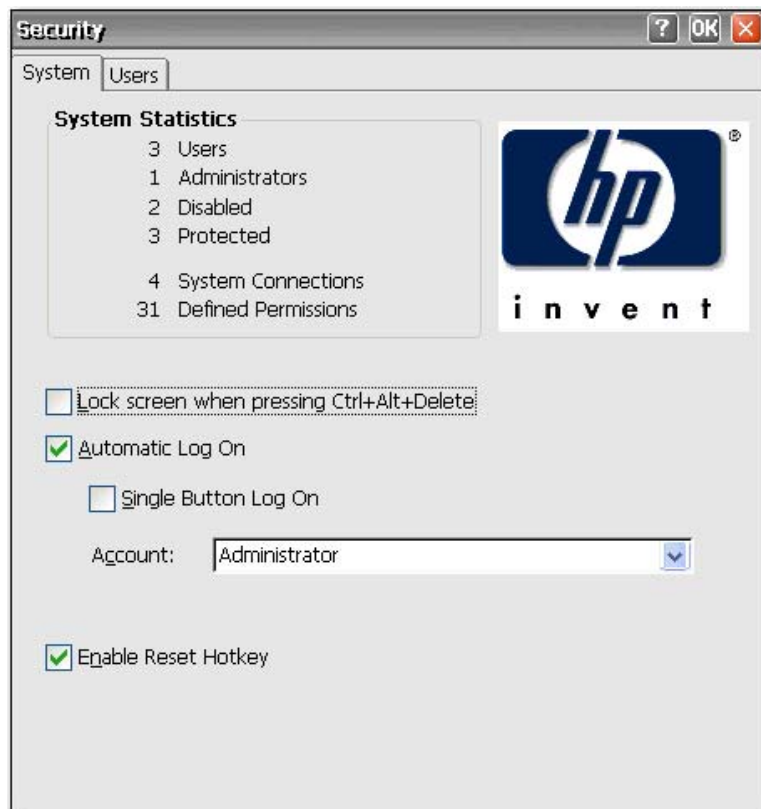 Security
? OK
System Users
System Statistics
3 Users
1 Administrators
2 Disabled
3 Protected
4 System Connections
31 Defined Permissions
hp ®
invent
Lock screen when pressing Ctrl+Alt+Delete
Automatic Log On
Single Button Log On
Account: Administrator
Enable Reset Hotkey